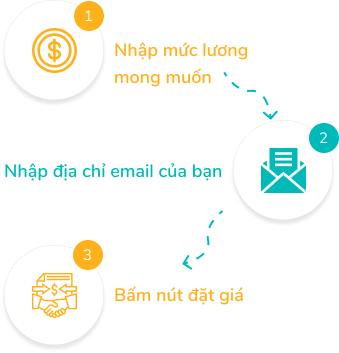 1
Nhập mức lương
mong muốn
2
Nhập địa chỉ email của bạn
3
Bấm nút đặt giá